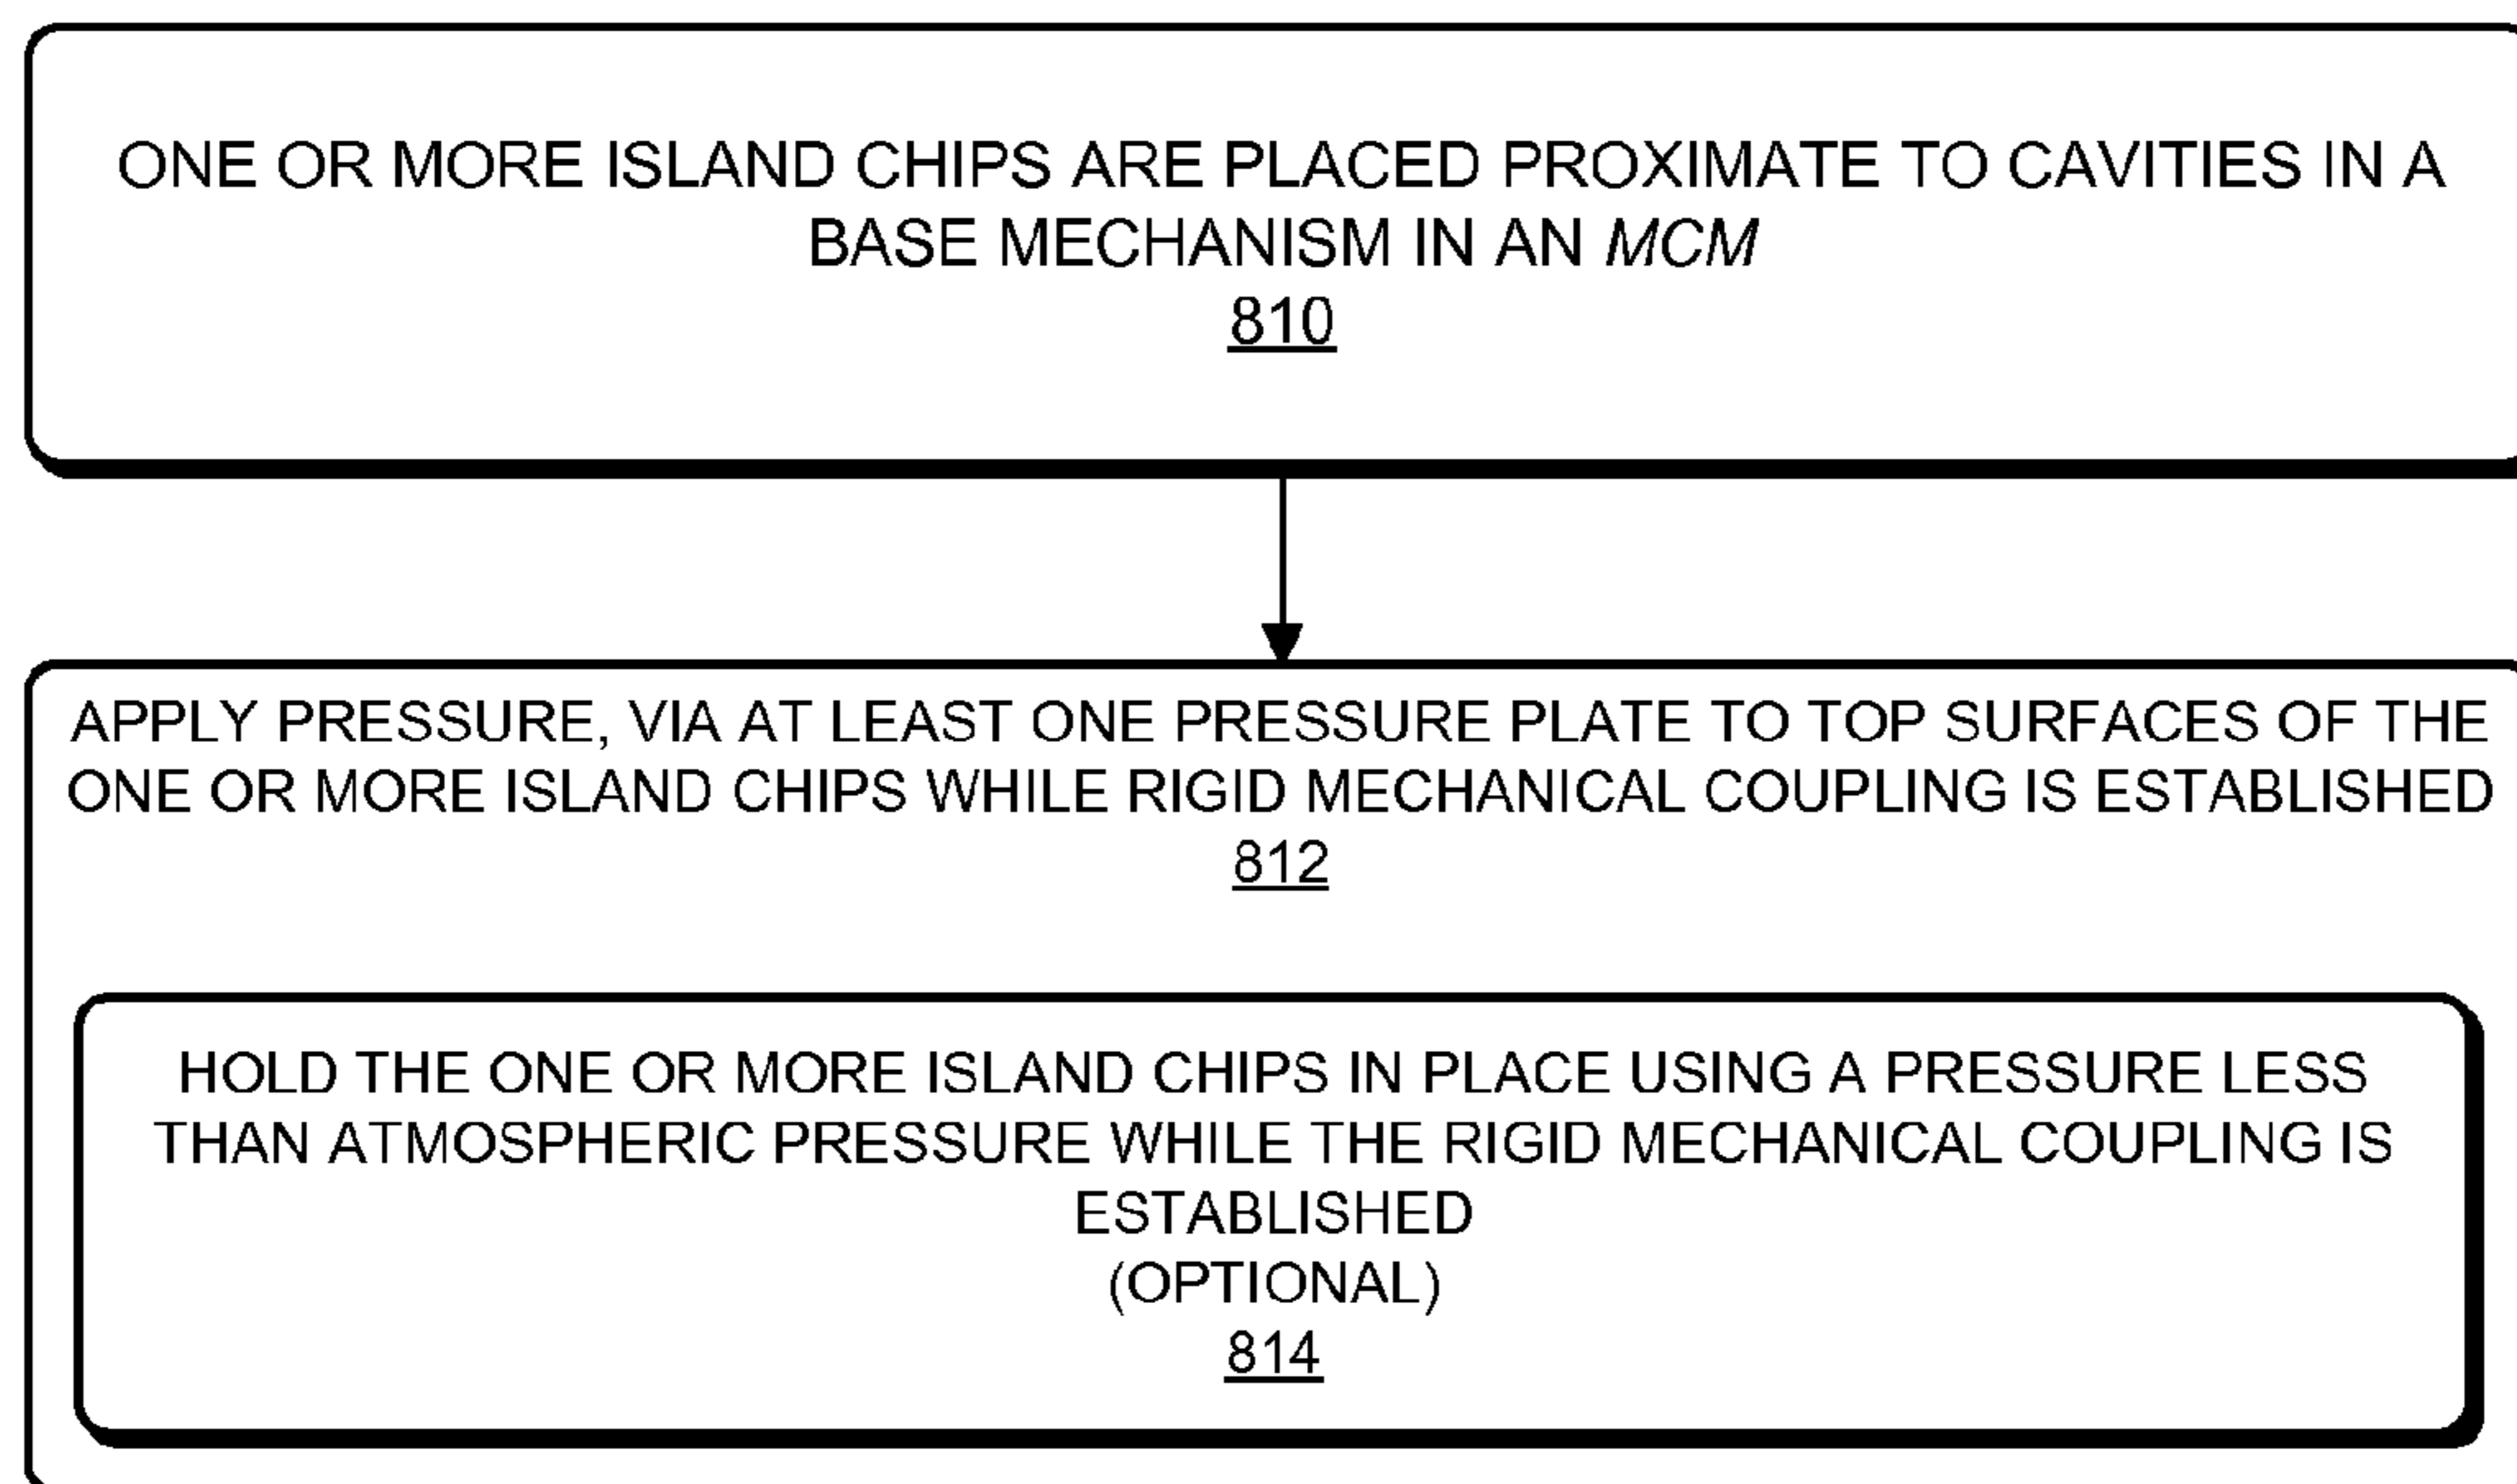 ONE OR MORE ISLAND CHIPS ARE PLACED PROXIMATE TO CAVITIES IN A
BASE MECHANISM IN AN MCM
810
APPLY PRESSURE, VIA AT LEAST ONE PRESSURE PLATE TO TOP SURFACES OF THE
ONE OR MORE ISLAND CHIPS WHILE RIGID MECHANICAL COUPLING IS ESTABLISHED
812
HOLD THE ONE OR MORE ISLAND CHIPS IN PLACE USING A PRESSURE LESS
THAN ATMOSPHERIC PRESSURE WHILE THE RIGID MECHANICAL COUPLING IS
ESTABLISHED
(OPTIONAL)
814